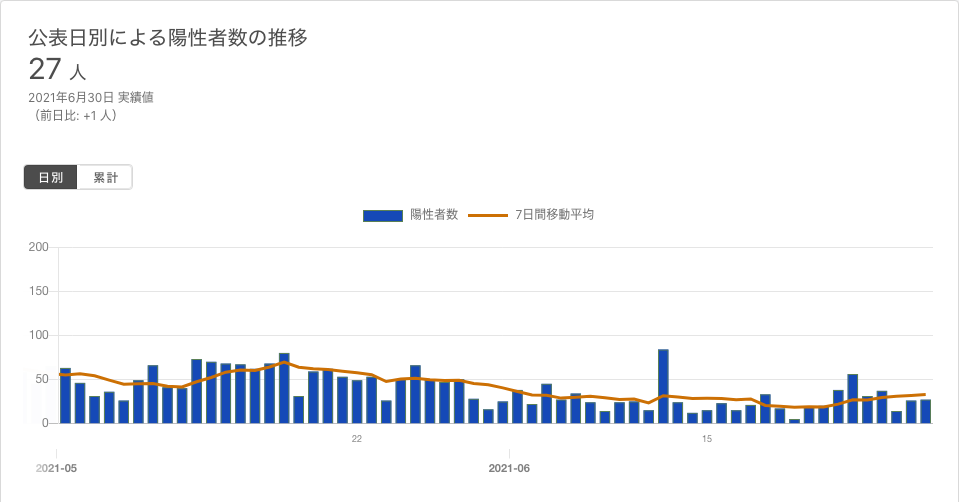 公表日別による陽性者数の推移
27 人
2021年6月30日 実績値
（前日比: +1 人）
日別 累計
陽性者数 7日間移動平均
200
150
100
50
0
22 15
2021-05 2021-06